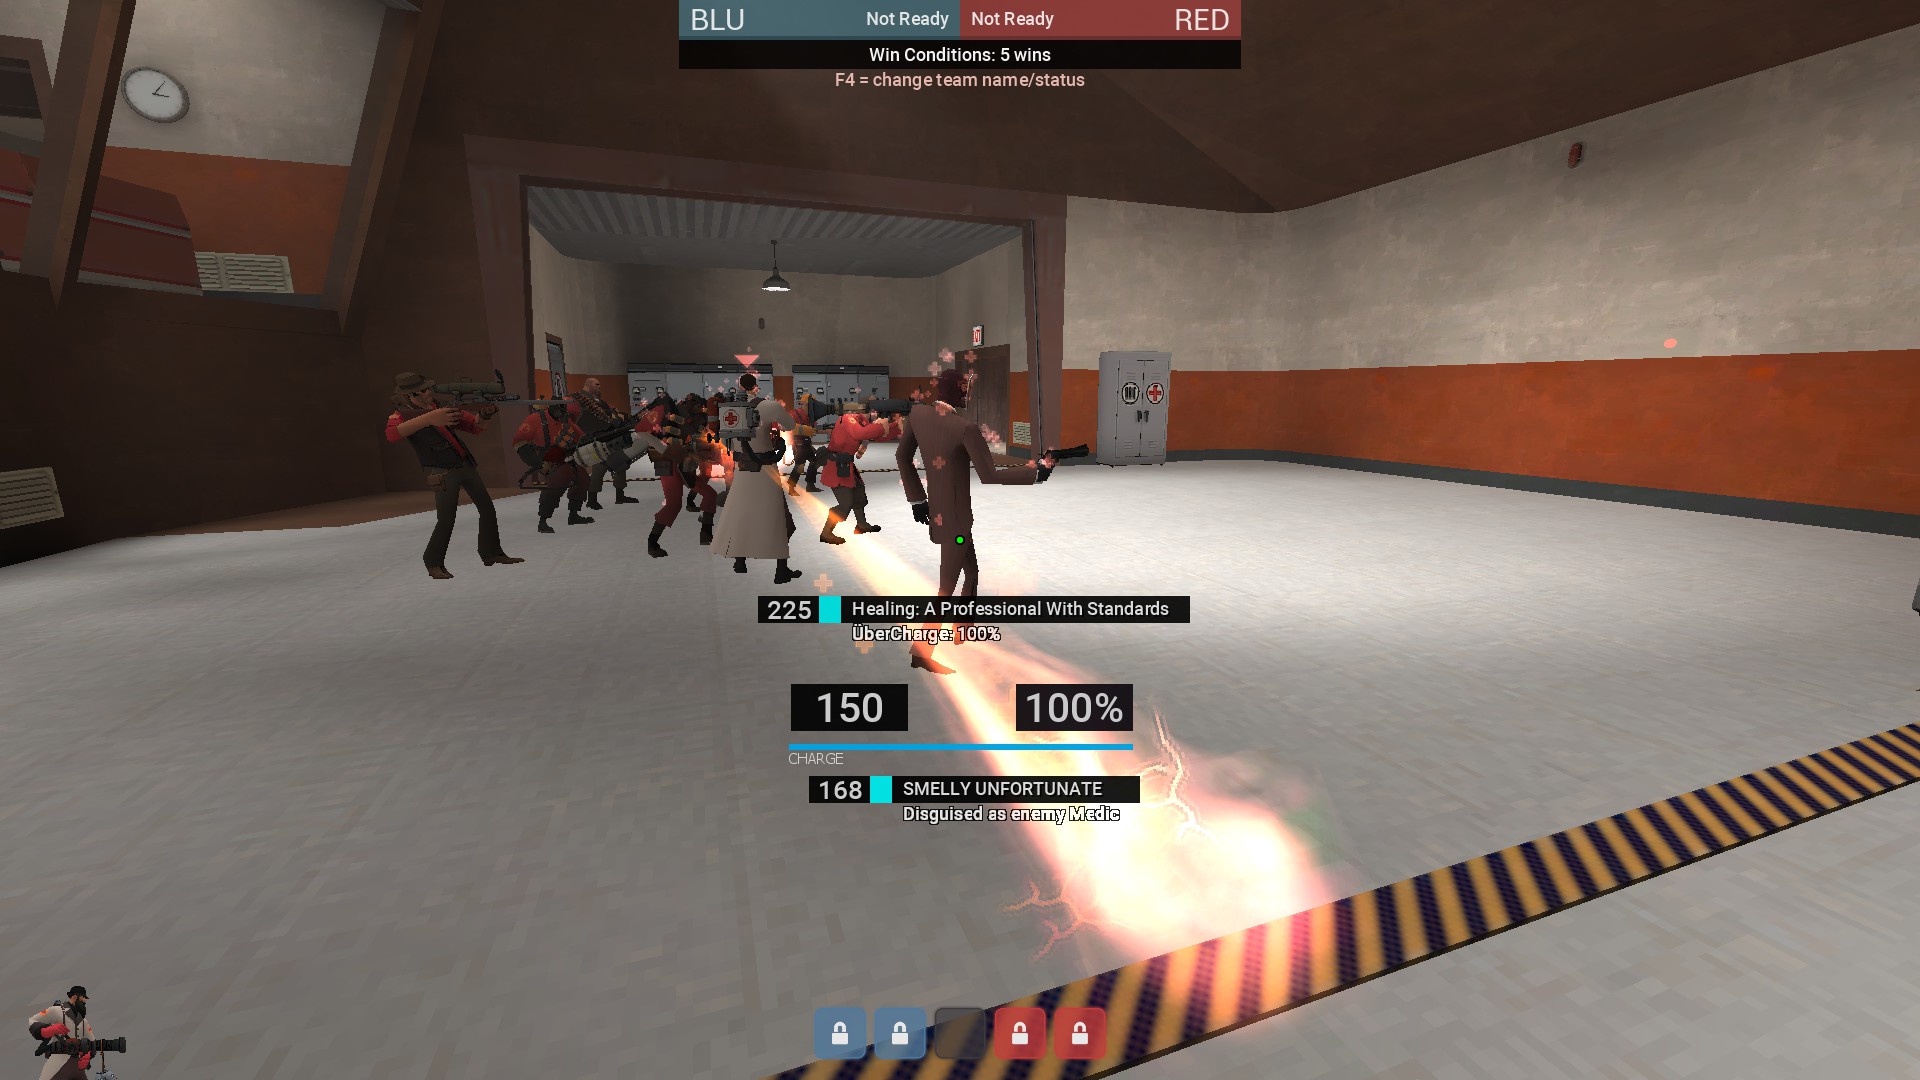 BLU Not Ready Not Ready RED
Win Conditions: 5 wins
F4 = change team name/status
225 Healing: A Professional With Standards
ÜberCharge: 100%
150 100%
CHARGE
168 SMELLY UNFORTUNATE
Disguised as enemy Medic